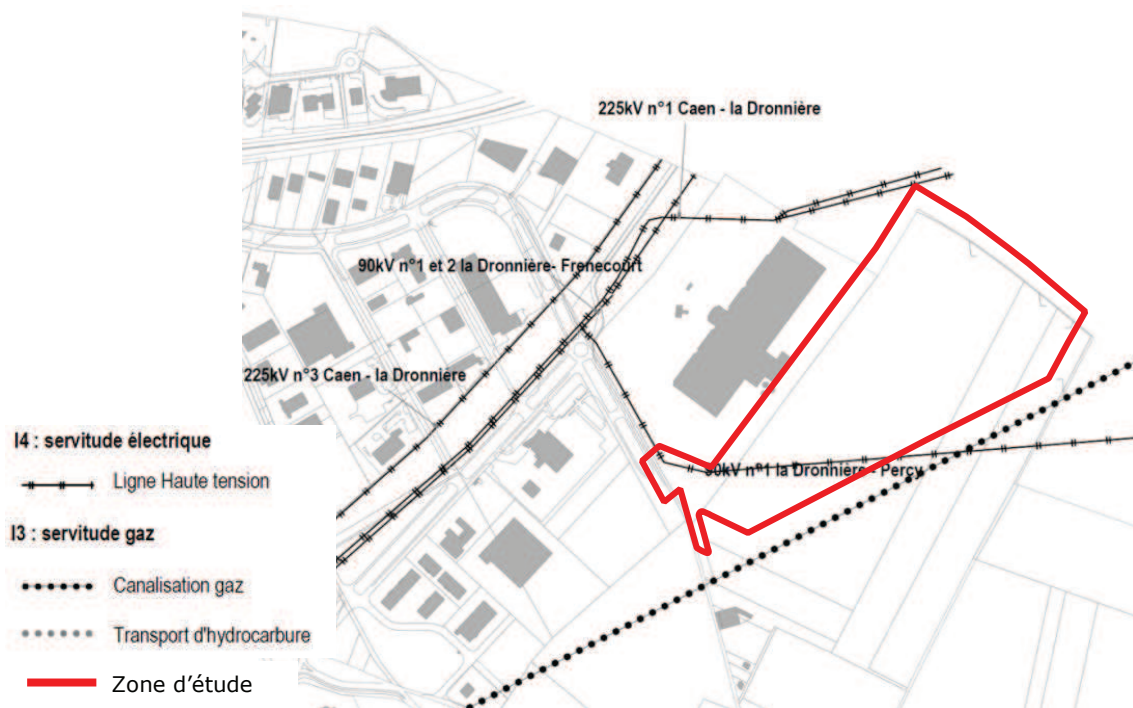 225kV n°1 Caen - la Dronnière
90kV n°1 et 2 la Dronnière- Frenecourt
225kV n°3 Caen - la Dronnière
90kV n°1 la Dronnière - Percy
I4 : servitude électrique
Ligne Haute tension
I3 : servitude gaz
Canalisation gaz
Transport d'hydrocarbure
Zone d’étude